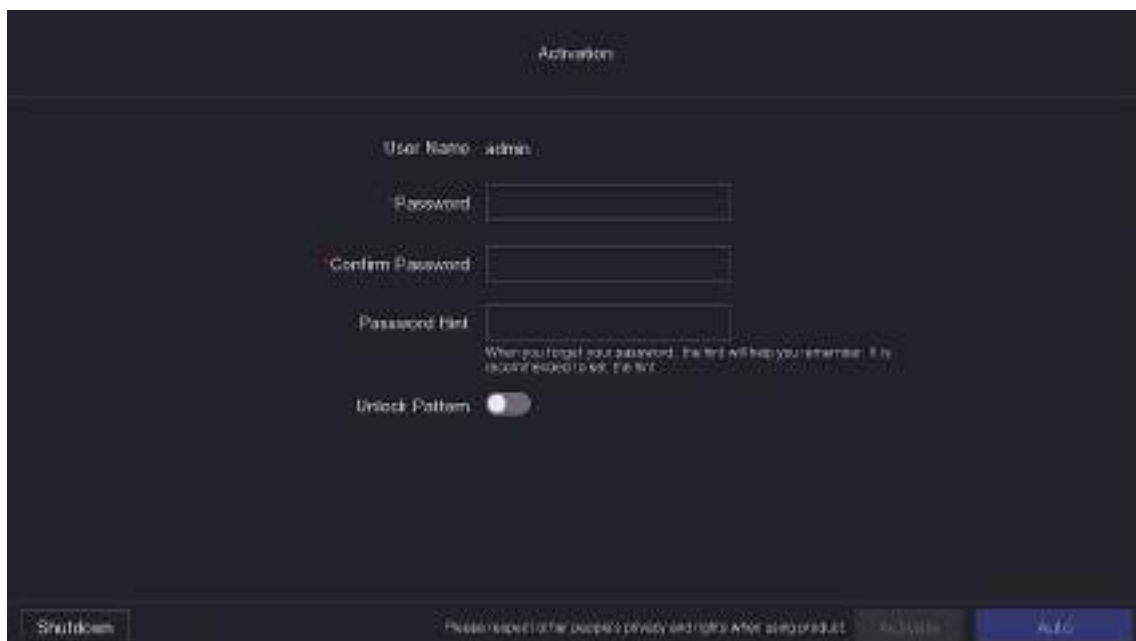 Activation
User Name admin
Password
*Confirm Password
Password Hint
When you forget your password, the hint will help you remember. It is
recommended to set the hint.
Unlock Pattern
Shutdown
Please respect other people's privacy and rights when using product.
Activate
Auto